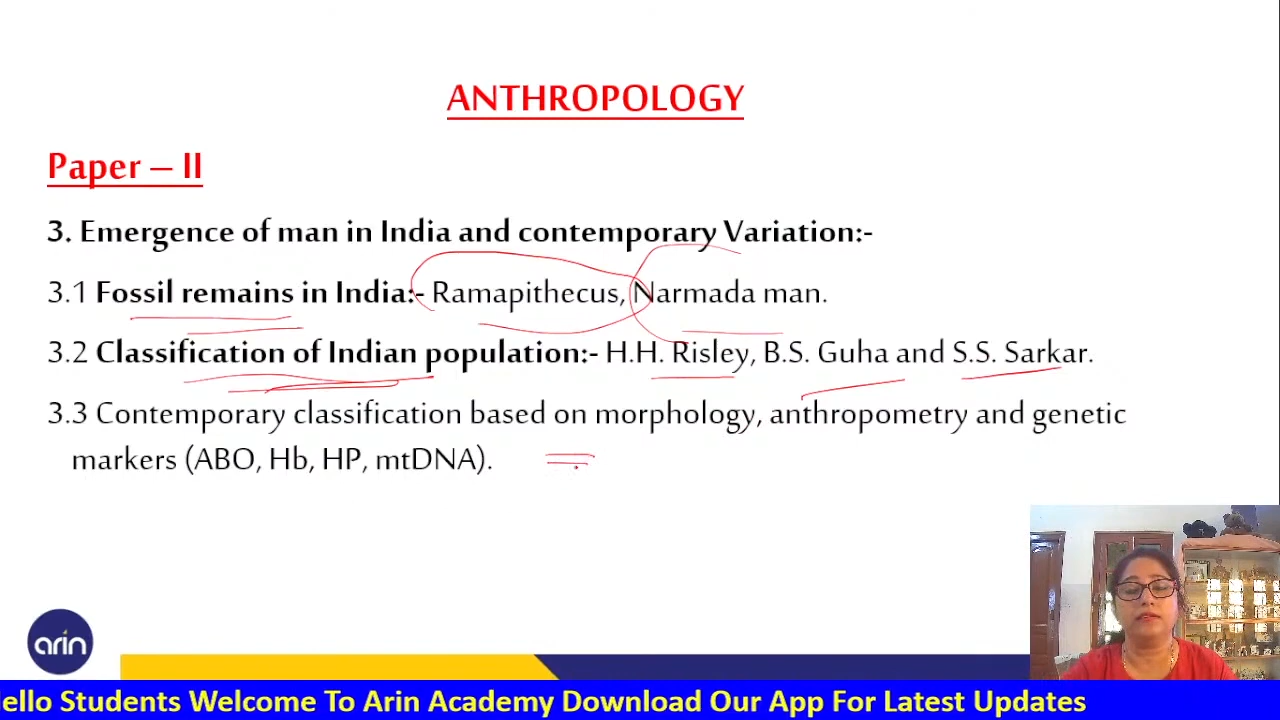 ANTHROPOLOGY
Paper – II
3. Emergence of man in India and contemporary Variation:-
3.1 Fossil remains in India:- Ramapithecus, Narmada man.
3.2 Classification of Indian population:- H.H. Risley, B.S. Guha and S.S. Sarkar.
3.3 Contemporary classification based on morphology, anthropometry and genetic
markers (ABO, Hb, HP, mtDNA).
arin
ello Students Welcome To Arin Academy Download Our App For Latest Updates